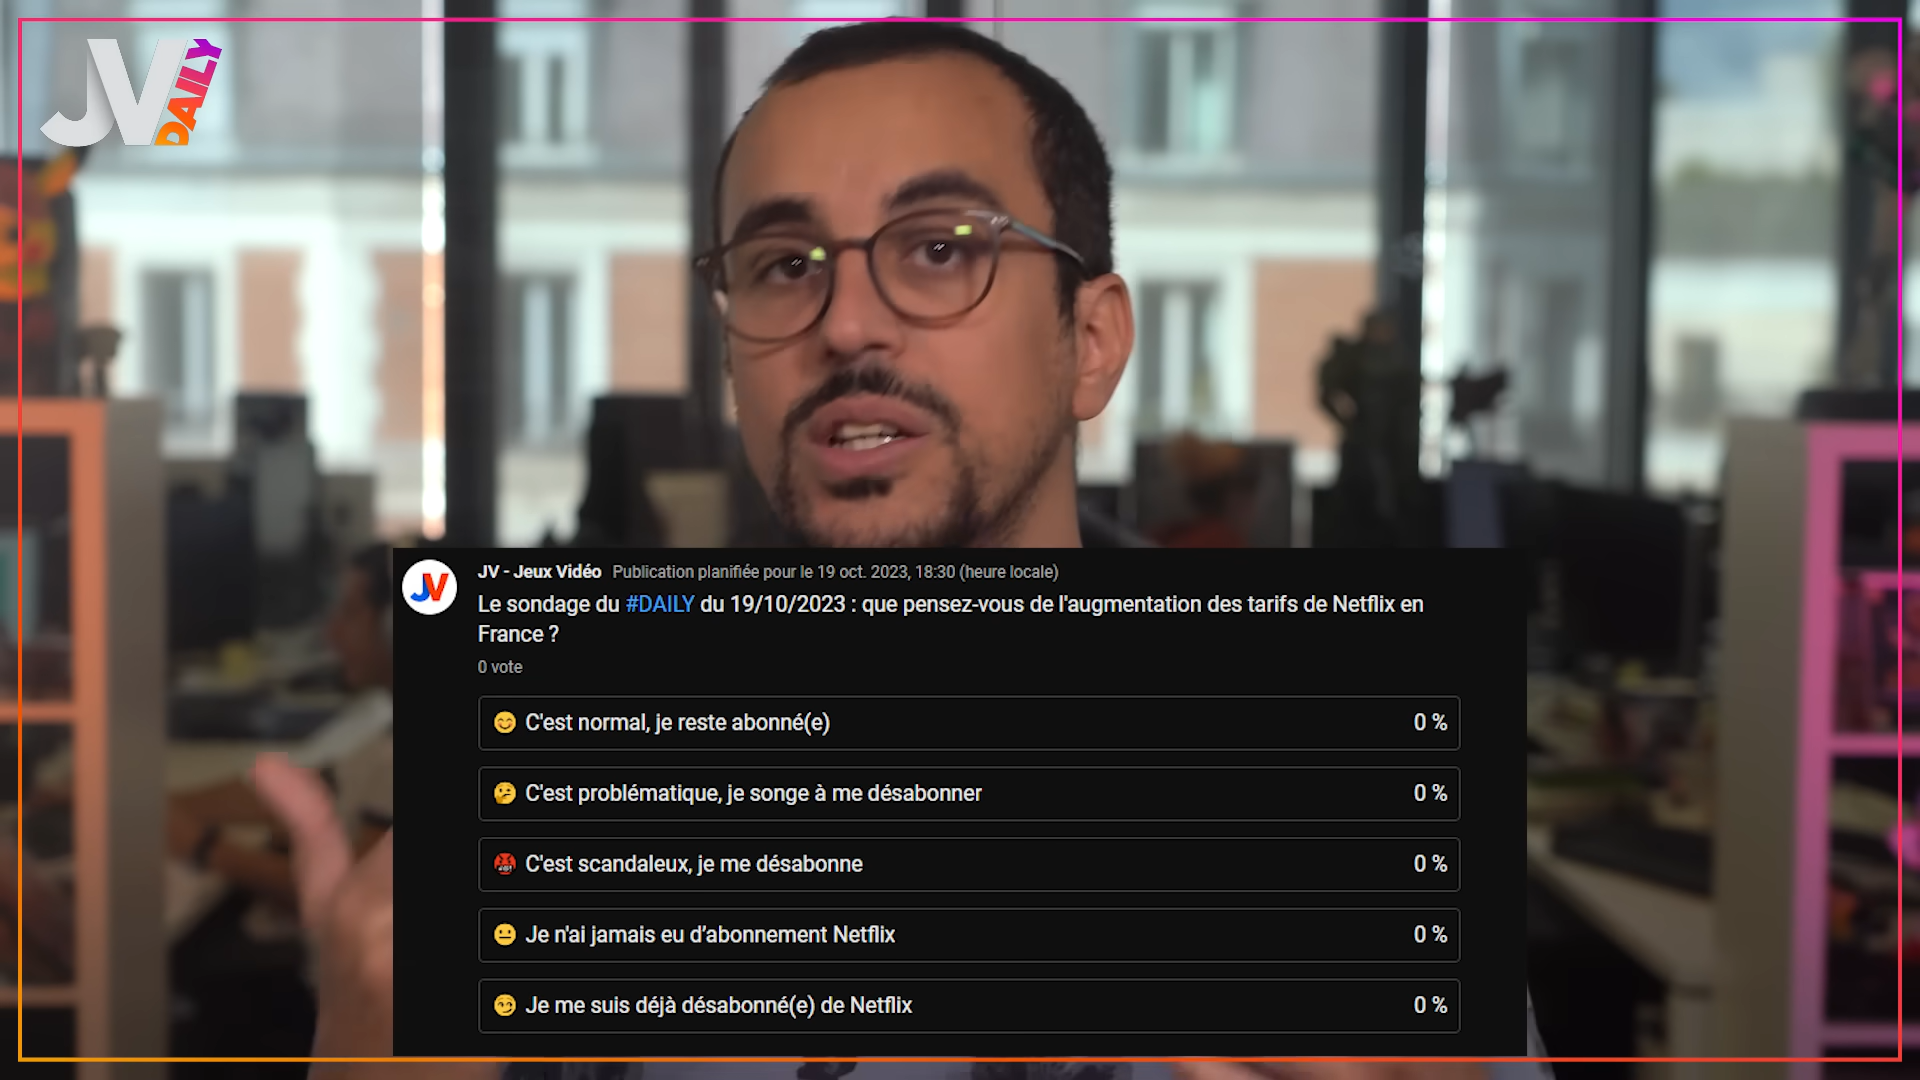 JV DAILY
JV
JV - Jeux Vidéo Publication planifiée pour le 19 oct. 2023, 18:30 (heure locale)
Le sondage du #DAILY du 19/10/2023 : que pensez-vous de l'augmentation des tarifs de Netflix en
France ?
0 vote
😊 C'est normal, je reste abonné(e) 0 %
🤔 C'est problématique, je songe à me désabonner 0 %
🤬 C'est scandaleux, je me désabonne 0 %
😐 Je n'ai jamais eu d’abonnement Netflix 0 %
😏 Je me suis déjà désabonné(e) de Netflix 0 %